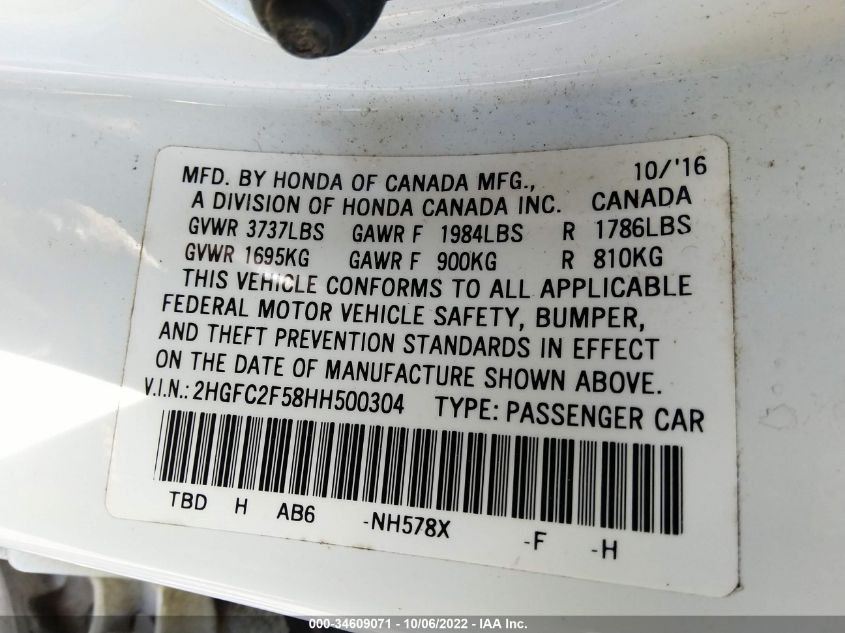 MFD. BY HONDA OF CANADA MFG., 10/'16
A DIVISION OF HONDA CANADA INC. CANADA
GVWR 3737LBS GAWR F 1984LBS R 1786LBS
GVWR 1695KG GAWR F 900KG R 810KG
THIS VEHICLE CONFORMS TO ALL APPLICABLE
FEDERAL MOTOR VEHICLE SAFETY, BUMPER,
AND THEFT PREVENTION STANDARDS IN EFFECT
ON THE DATE OF MANUFACTURE SHOWN ABOVE.
V.I.N.: 2HGFC2F58HH500304 TYPE: PASSENGER CAR
TBD H AB6 -NH578X -F -H
000-34609071 - 10/06/2022 - IAA Inc.